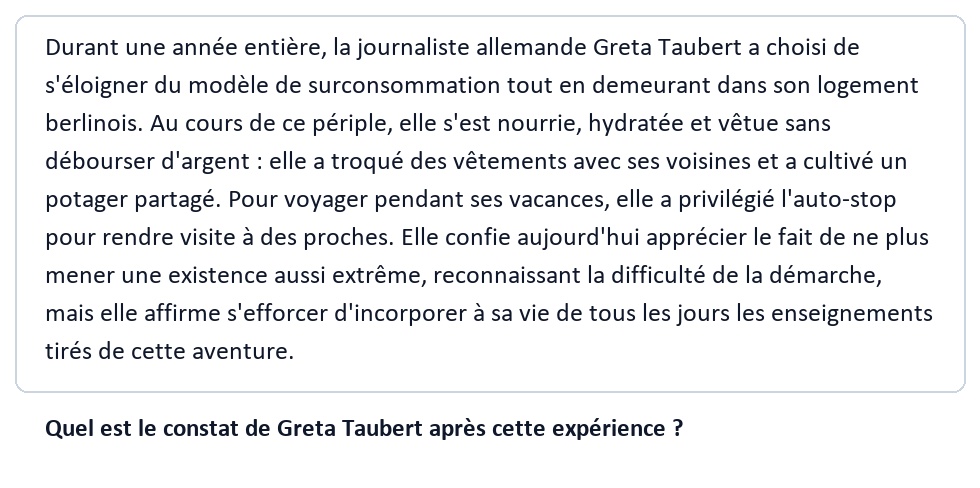 Durant une année entière, la journaliste allemande Greta Taubert a choisi de
s'éloigner du modèle de surconsommation tout en demeurant dans son logement
berlinois. Au cours de ce périple, elle s'est nourrie, hydratée et vêtue sans
débourser d'argent : elle a troqué des vêtements avec ses voisines et a cultivé un
potager partagé. Pour voyager pendant ses vacances, elle a privilégié l'auto-stop
pour rendre visite à des proches. Elle confie aujourd'hui apprécier le fait de ne plus
mener une existence aussi extrême, reconnaissant la difficulté de la démarche,
mais elle affirme s'efforcer d'incorporer à sa vie de tous les jours les enseignements
tirés de cette aventure.
Quel est le constat de Greta Taubert après cette expérience ?